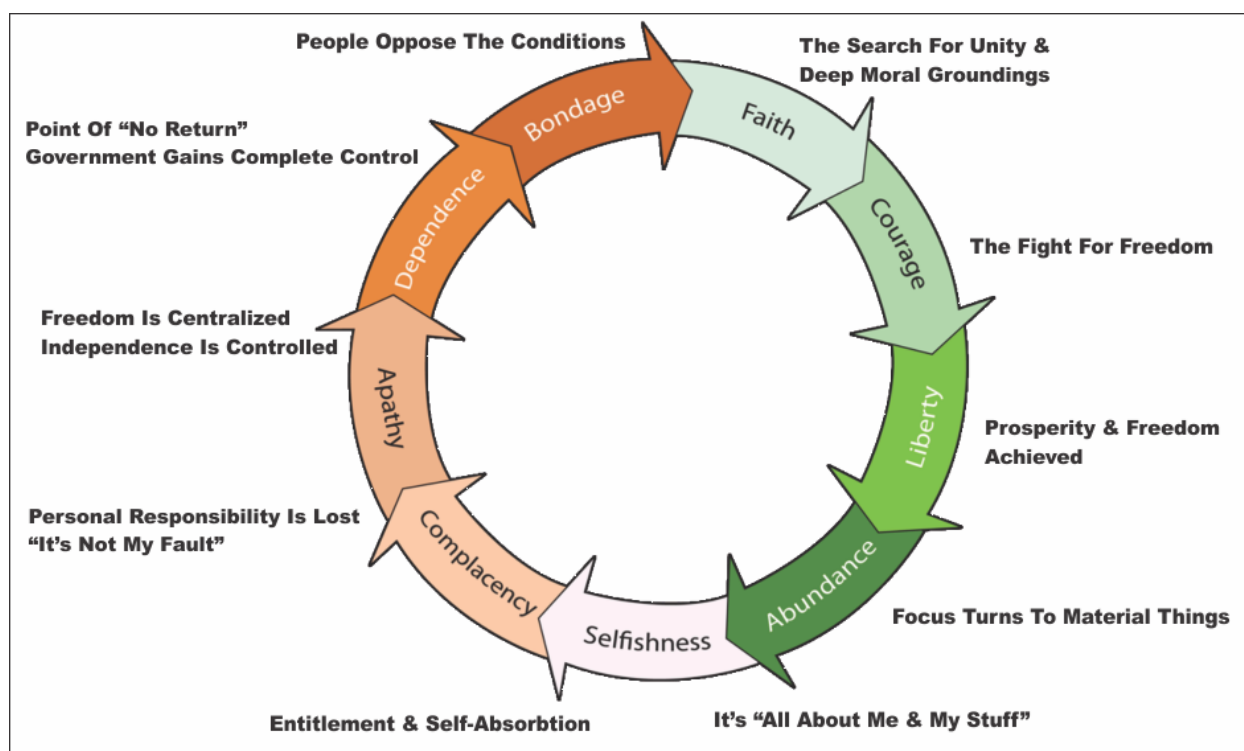 People Oppose The Conditions
The Search For Unity &
Deep Moral Groundings
Bondage
Faith
Point Of “No Return”
Government Gains Complete Control
Dependence
Courage
The Fight For Freedom
Freedom Is Centralized
Independence Is Controlled
Apathy
Liberty
Prosperity & Freedom
Achieved
Personal Responsibility Is Lost
“It’s Not My Fault”
Complacency
Abundance
Selfishness
Focus Turns To Material Things
Entitlement & Self-Absorbtion
It’s “All About Me & My Stuff”